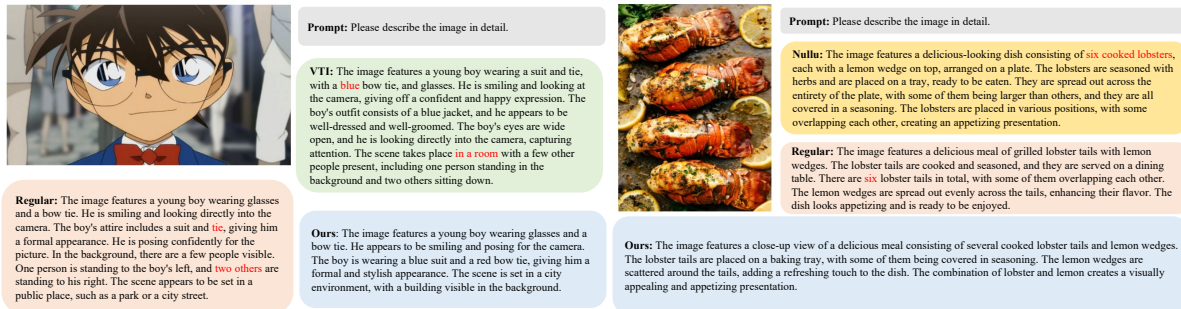 Prompt: Please describe the image in detail.
VTI: The image features a young boy wearing a suit and tie,
with a blue bow tie, and glasses. He is smiling and looking at
the camera, giving off a confident and happy expression. The
boy's outfit consists of a blue jacket, and he appears to be
well-dressed and well-groomed. The boy's eyes are wide
open, and he is looking directly into the camera, capturing
attention. The scene takes place in a room with a few other
people present, including one person standing in the
background and two others sitting down.
Regular: The image features a young boy wearing glasses
and a bow tie. He is smiling and looking directly into the
camera. The boy's attire includes a suit and tie, giving him
a formal appearance. He is posing confidently for the
picture. In the background, there are a few people visible.
One person is standing to the boy's left, and two others are
standing to his right. The scene appears to be set in a
public place, such as a park or a city street.
Ours: The image features a young boy wearing glasses and a
bow tie. He appears to be smiling and posing for the camera.
The boy is wearing a blue suit and a red bow tie, giving him a
formal and stylish appearance. The scene is set in a city
environment, with a building visible in the background.
Prompt: Please describe the image in detail.
Nullu: The image features a delicious-looking dish consisting of six cooked lobsters,
each with a lemon wedge on top, arranged on a plate. The lobsters are seasoned with
herbs and are placed on a tray, ready to be eaten. They are spread out across the
entirety of the plate, with some of them being larger than others, and they are all
covered in a seasoning. The lobsters are placed in various positions, with some
overlapping each other, creating an appetizing presentation.
Regular: The image features a delicious meal of grilled lobster tails with lemon
wedges. The lobster tails are cooked and seasoned, and they are served on a dining
table. There are six lobster tails in total, with some of them overlapping each other.
The lemon wedges are spread out evenly across the tails, enhancing their flavor. The
dish looks appetizing and is ready to be enjoyed.
Ours: The image features a close-up view of a delicious meal consisting of several cooked lobster tails and lemon wedges.
The lobster tails are placed on a baking tray, with some of them being covered in seasoning. The lemon wedges are
scattered around the tails, adding a refreshing touch to the dish. The combination of lobster and lemon creates a visually
appealing and appetizing presentation.